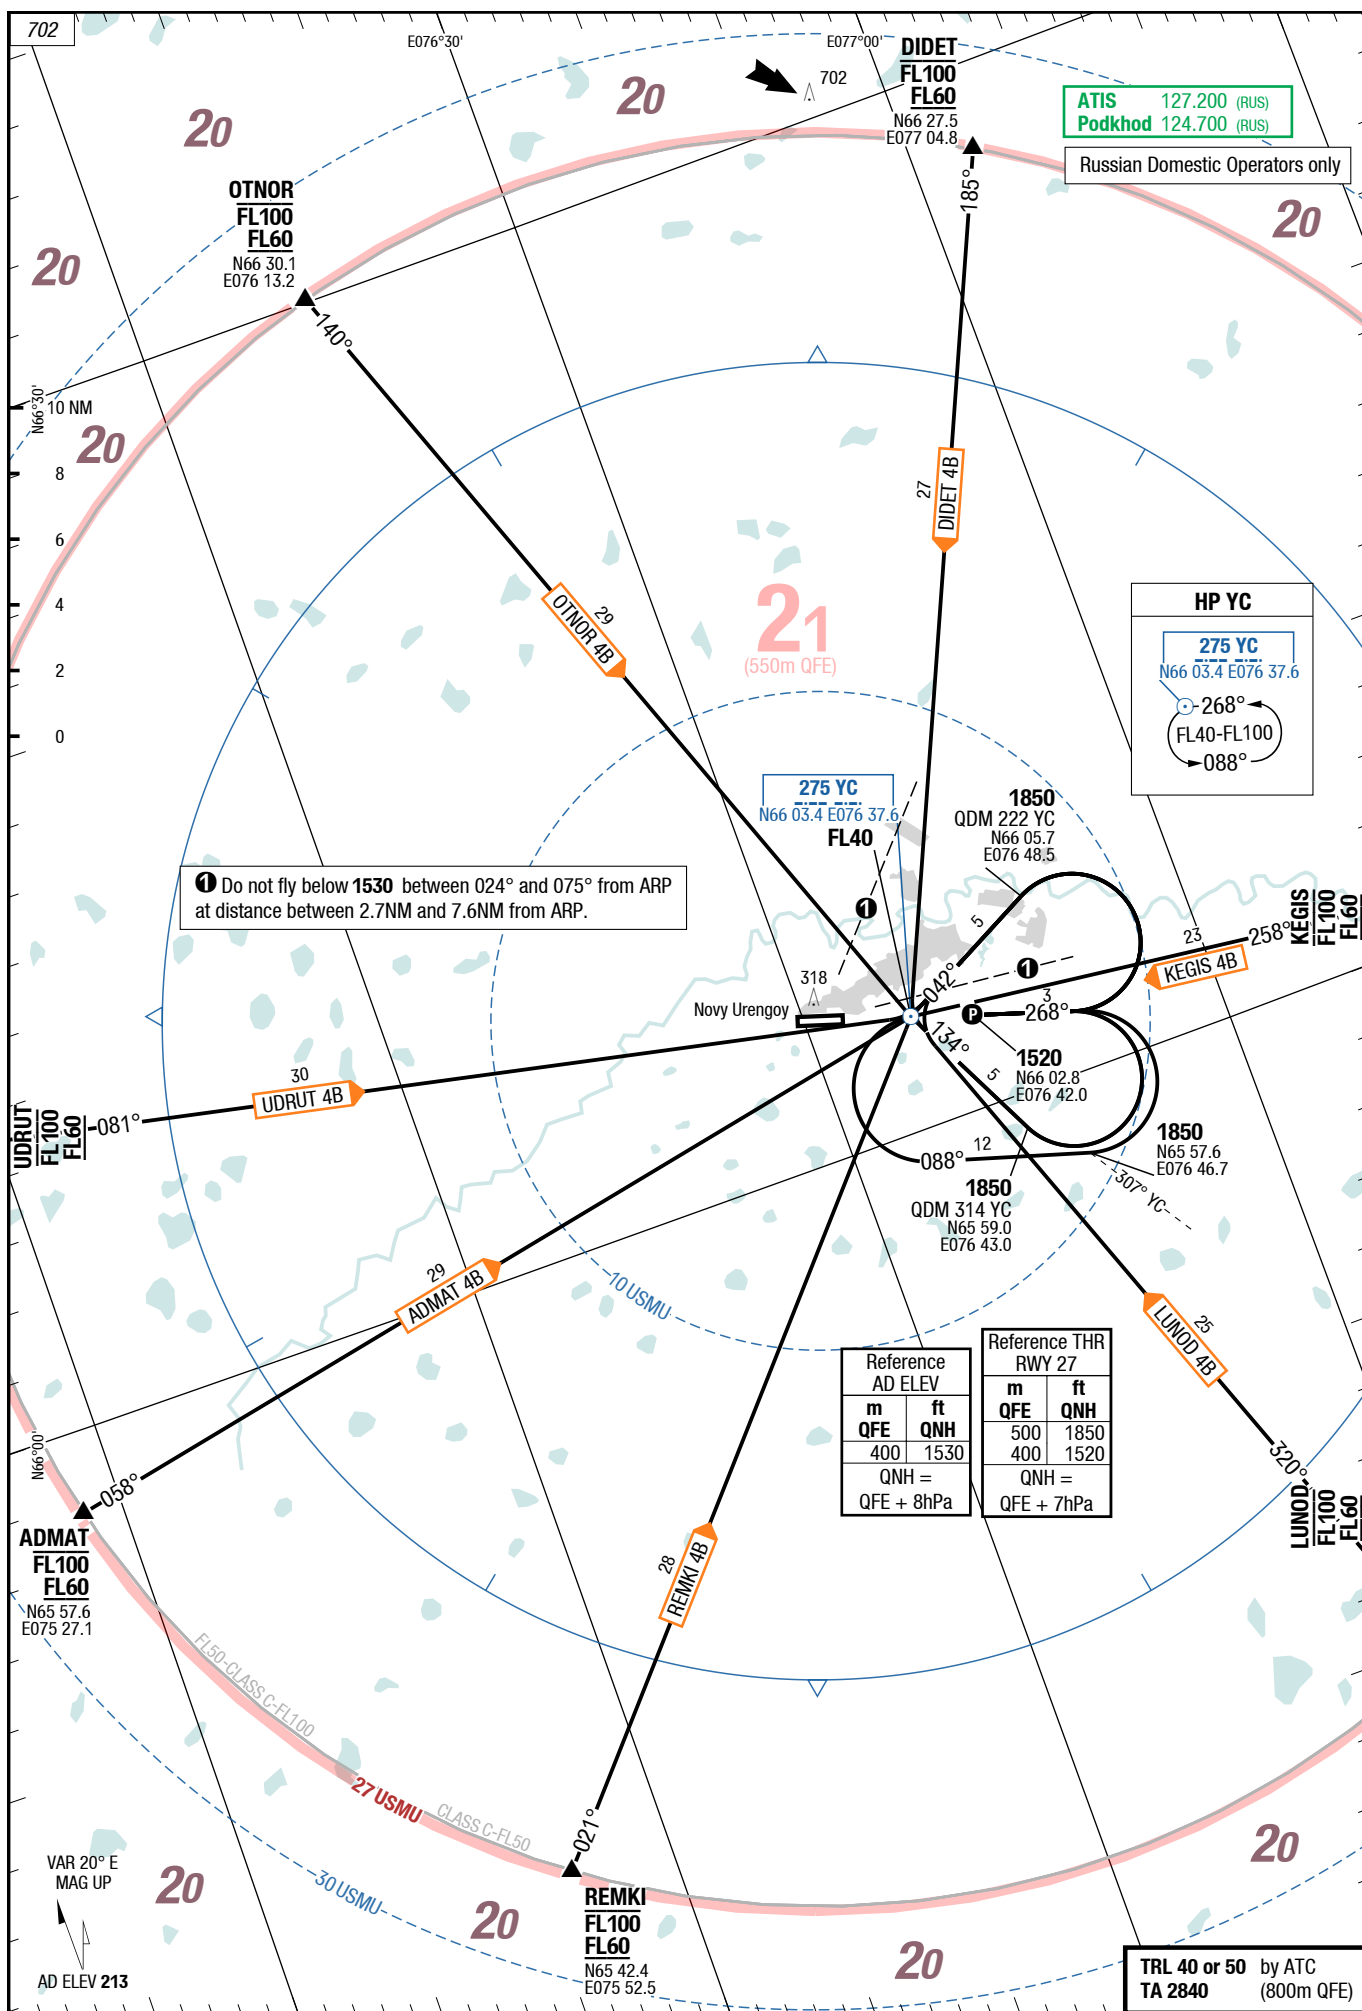 702
E076°30'
E077°00'
DIDET
FL100
FL60
N66 27.5
E077 04.8
702
ATIS 127.200 (RUS)
Podkhod 124.700 (RUS)
Russian Domestic Operators only
20
20
20
20
20
OTNOR
FL100
FL60
N66 30.1
E076 13.2
185°
140°
N66°30'
10 NM
8
6
4
2
0
27
DIDET 4B
29
OTNOR 4B
21
(550m QFE)
HP YC
275 YC
N66 03.4 E076 37.6
268°
FL40-FL100
088°
275 YC
N66 03.4 E076 37.6
FL40
1850
QDM 222 YC
N66 05.7
E076 48.5
1 Do not fly below 1530 between 024° and 075° from ARP
at distance between 2.7NM and 7.6NM from ARP.
1
5
KEGIS
FL100
FL60
23
258°
KEGIS 4B
1
042°
318
Novy Urengoy
3
P
268°
134°
5
1520
N66 02.8
E076 42.0
30
UDRUT 4B
081°
UDRUT
FL100
FL60
1850
N65 57.6
E076 46.7
088°
12
307° YC
1850
QDM 314 YC
N65 59.0
E076 43.0
29
ADMAT 4B
10 USMU
25
LUNOD 4B
Reference
AD ELEV
m ft
QFE QNH
400 1530
QNH =
QFE + 8hPa
Reference THR
RWY 27
m ft
QFE QNH
500 1850
400 1520
QNH =
QFE + 7hPa
N66°00'
058°
320°
LUNOD
FL100
FL60
ADMAT
FL100
FL60
N65 57.6
E075 27.1
28
REMKI 4B
FL50-CLASS C-FL100
27 USMU
CLASS C-FL50
021°
30 USMU
REMKI
FL100
FL60
N65 42.4
E075 52.5
VAR 20° E
MAG UP
AD ELEV 213
20
20
20
20
TRL 40 or 50 by ATC
TA 2840 (800m QFE)